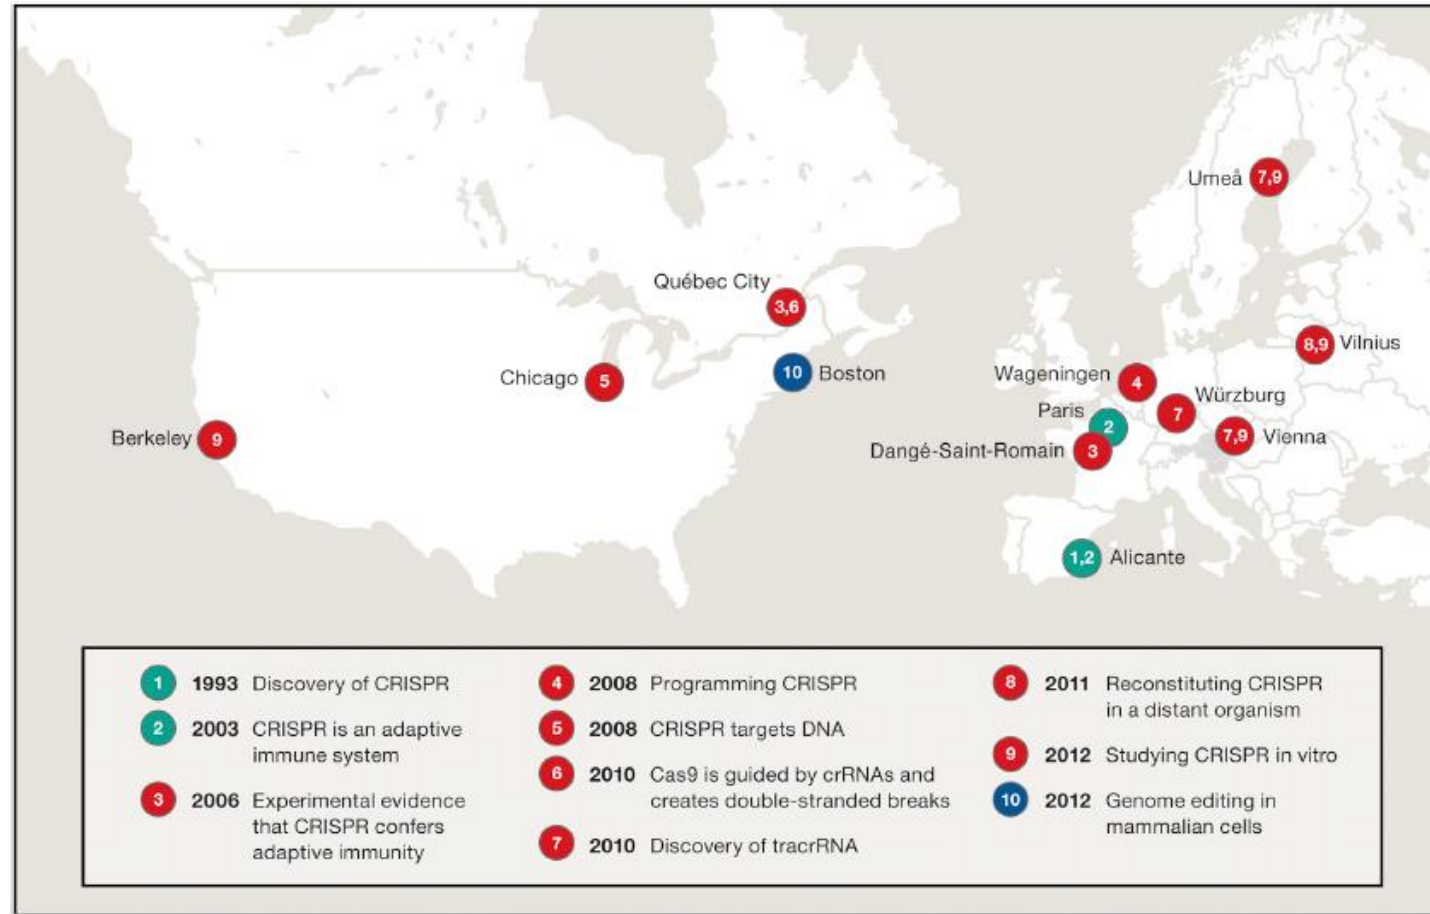 Umeå 7,9
Québec City
3,6
8,9 Vilnius
Chicago 5
10 Boston
Wageningen 4
Würzburg
7
Paris
2
Berkeley 9
7,9 Vienna
Dangé-Saint-Romain 3
1,2 Alicante
1 1993 Discovery of CRISPR
2 2003 CRISPR is an adaptive
immune system
3 2006 Experimental evidence
that CRISPR confers
adaptive immunity
4 2008 Programming CRISPR
5 2008 CRISPR targets DNA
6 2010 Cas9 is guided by crRNAs and
creates double-stranded breaks
7 2010 Discovery of tracrRNA
8 2011 Reconstituting CRISPR
in a distant organism
9 2012 Studying CRISPR in vitro
10 2012 Genome editing in
mammalian cells